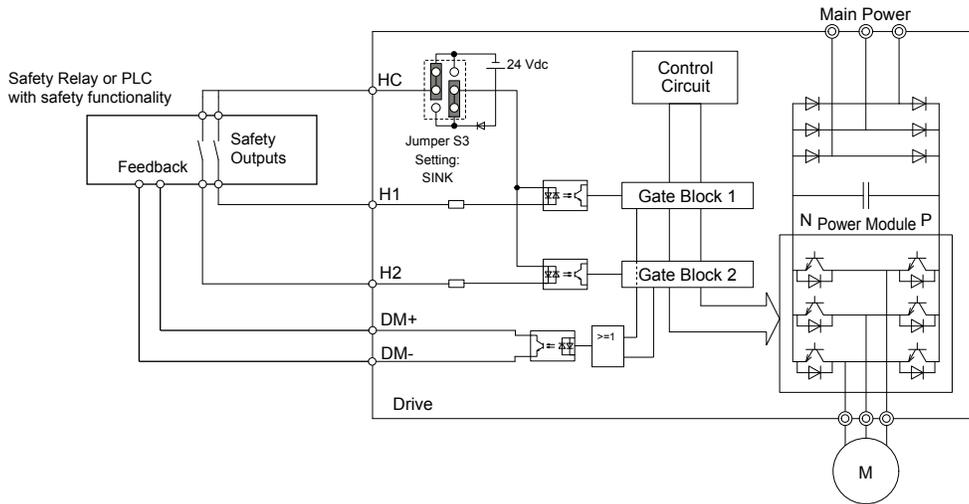 Main Power
Safety Relay or PLC
with safety functionality
HC
24 Vdc
Control
Circuit
Feedback
Safety
Outputs
Jumper S3
Setting:
SINK
H1
Gate Block 1
N Power Module P
H2
Gate Block 2
DM+
DM-
>=1
Drive
M